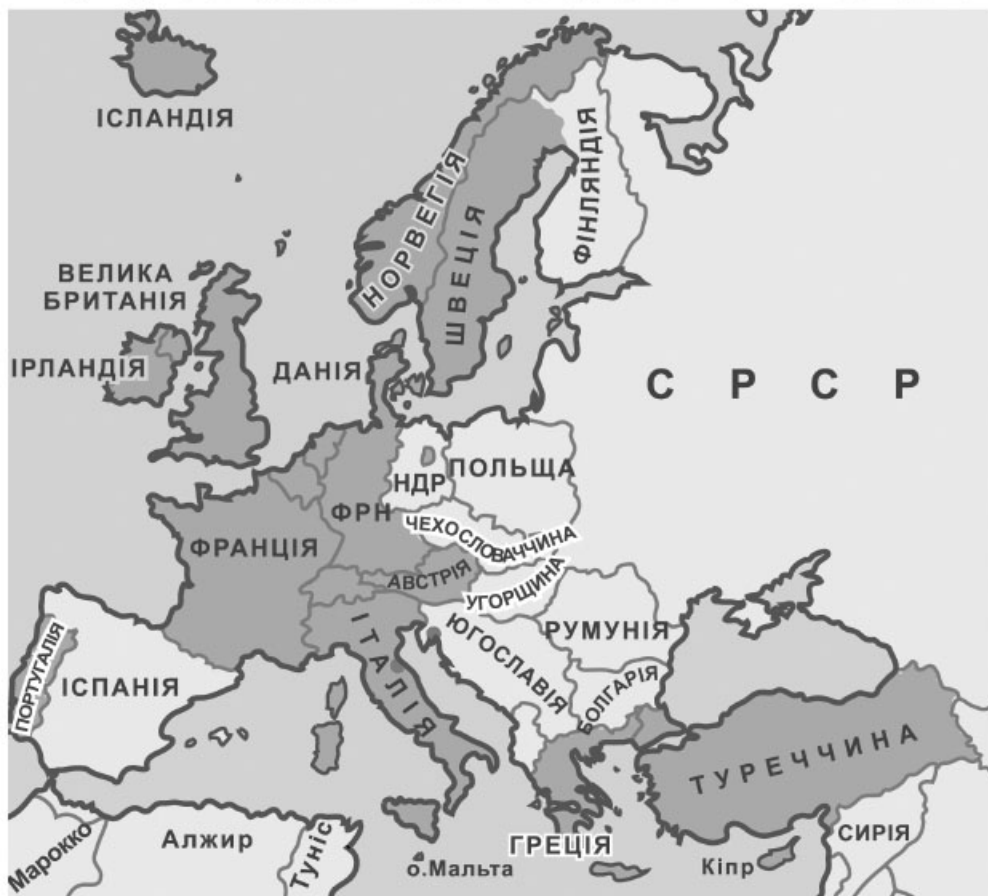 ІСЛАНДІЯ
НОРВЕГІЯ
ШВЕЦІЯ
ФІНЛЯНДІЯ
ВЕЛИКА
БРИТАНІЯ
ІРЛАНДІЯ
ДАНІЯ
С Р С Р
НДР
ПОЛЬЩА
ФРН
ЧЕХОСЛОВАЧЧИНА
ФРАНЦІЯ
АВСТРІЯ
УГОРЩИНА
ІТАЛІЯ
ЮГОСЛАВІЯ
РУМУНІЯ
БОЛГАРІЯ
ПОРТУГАЛІЯ
ІСПАНІЯ
ТУРЕЧЧИНА
ГРЕЦІЯ
СИРІЯ
Марокко
Алжир
Туніс
о.Мальта
Кіпр